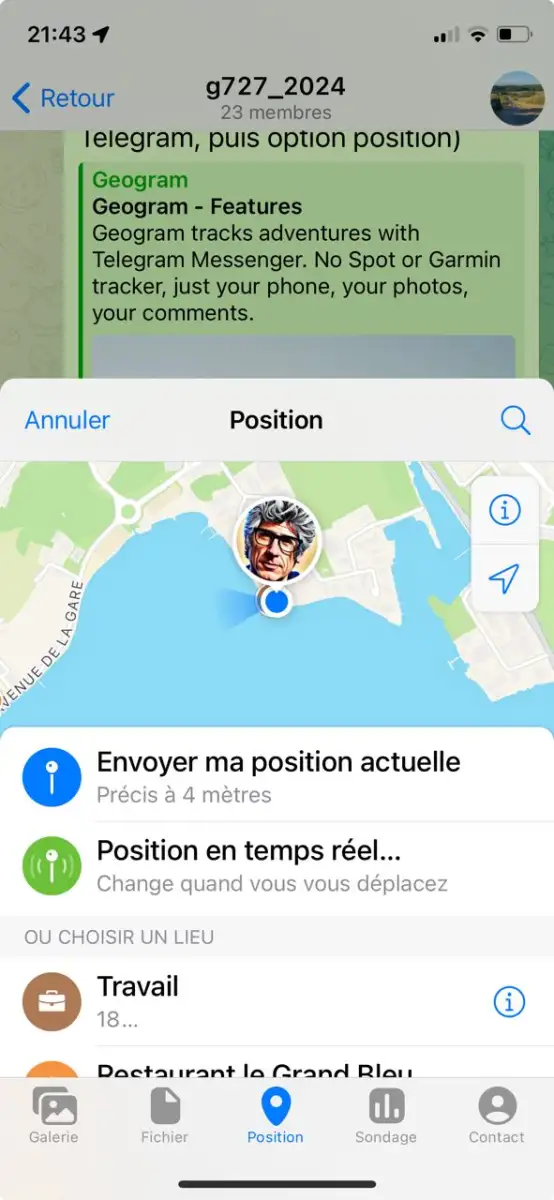 21:43
Retour
g727_2024
23 membres
Telegram, puis option position)
Geogram
Geogram - Features
Geogram tracks adventures with
Telegram Messenger. No Spot or Garmin
tracker, just your phone, your photos,
your comments.
Annuler
Position
AVENUE DE LA GARE
Envoyer ma position actuelle
Précis à 4 mètres
Position en temps réel...
Change quand vous vous déplacez
OU CHOISIR UN LIEU
Travail
18...
Restaurant le Grand Bleu
Galerie
Fichier
Position
Sondage
Contact